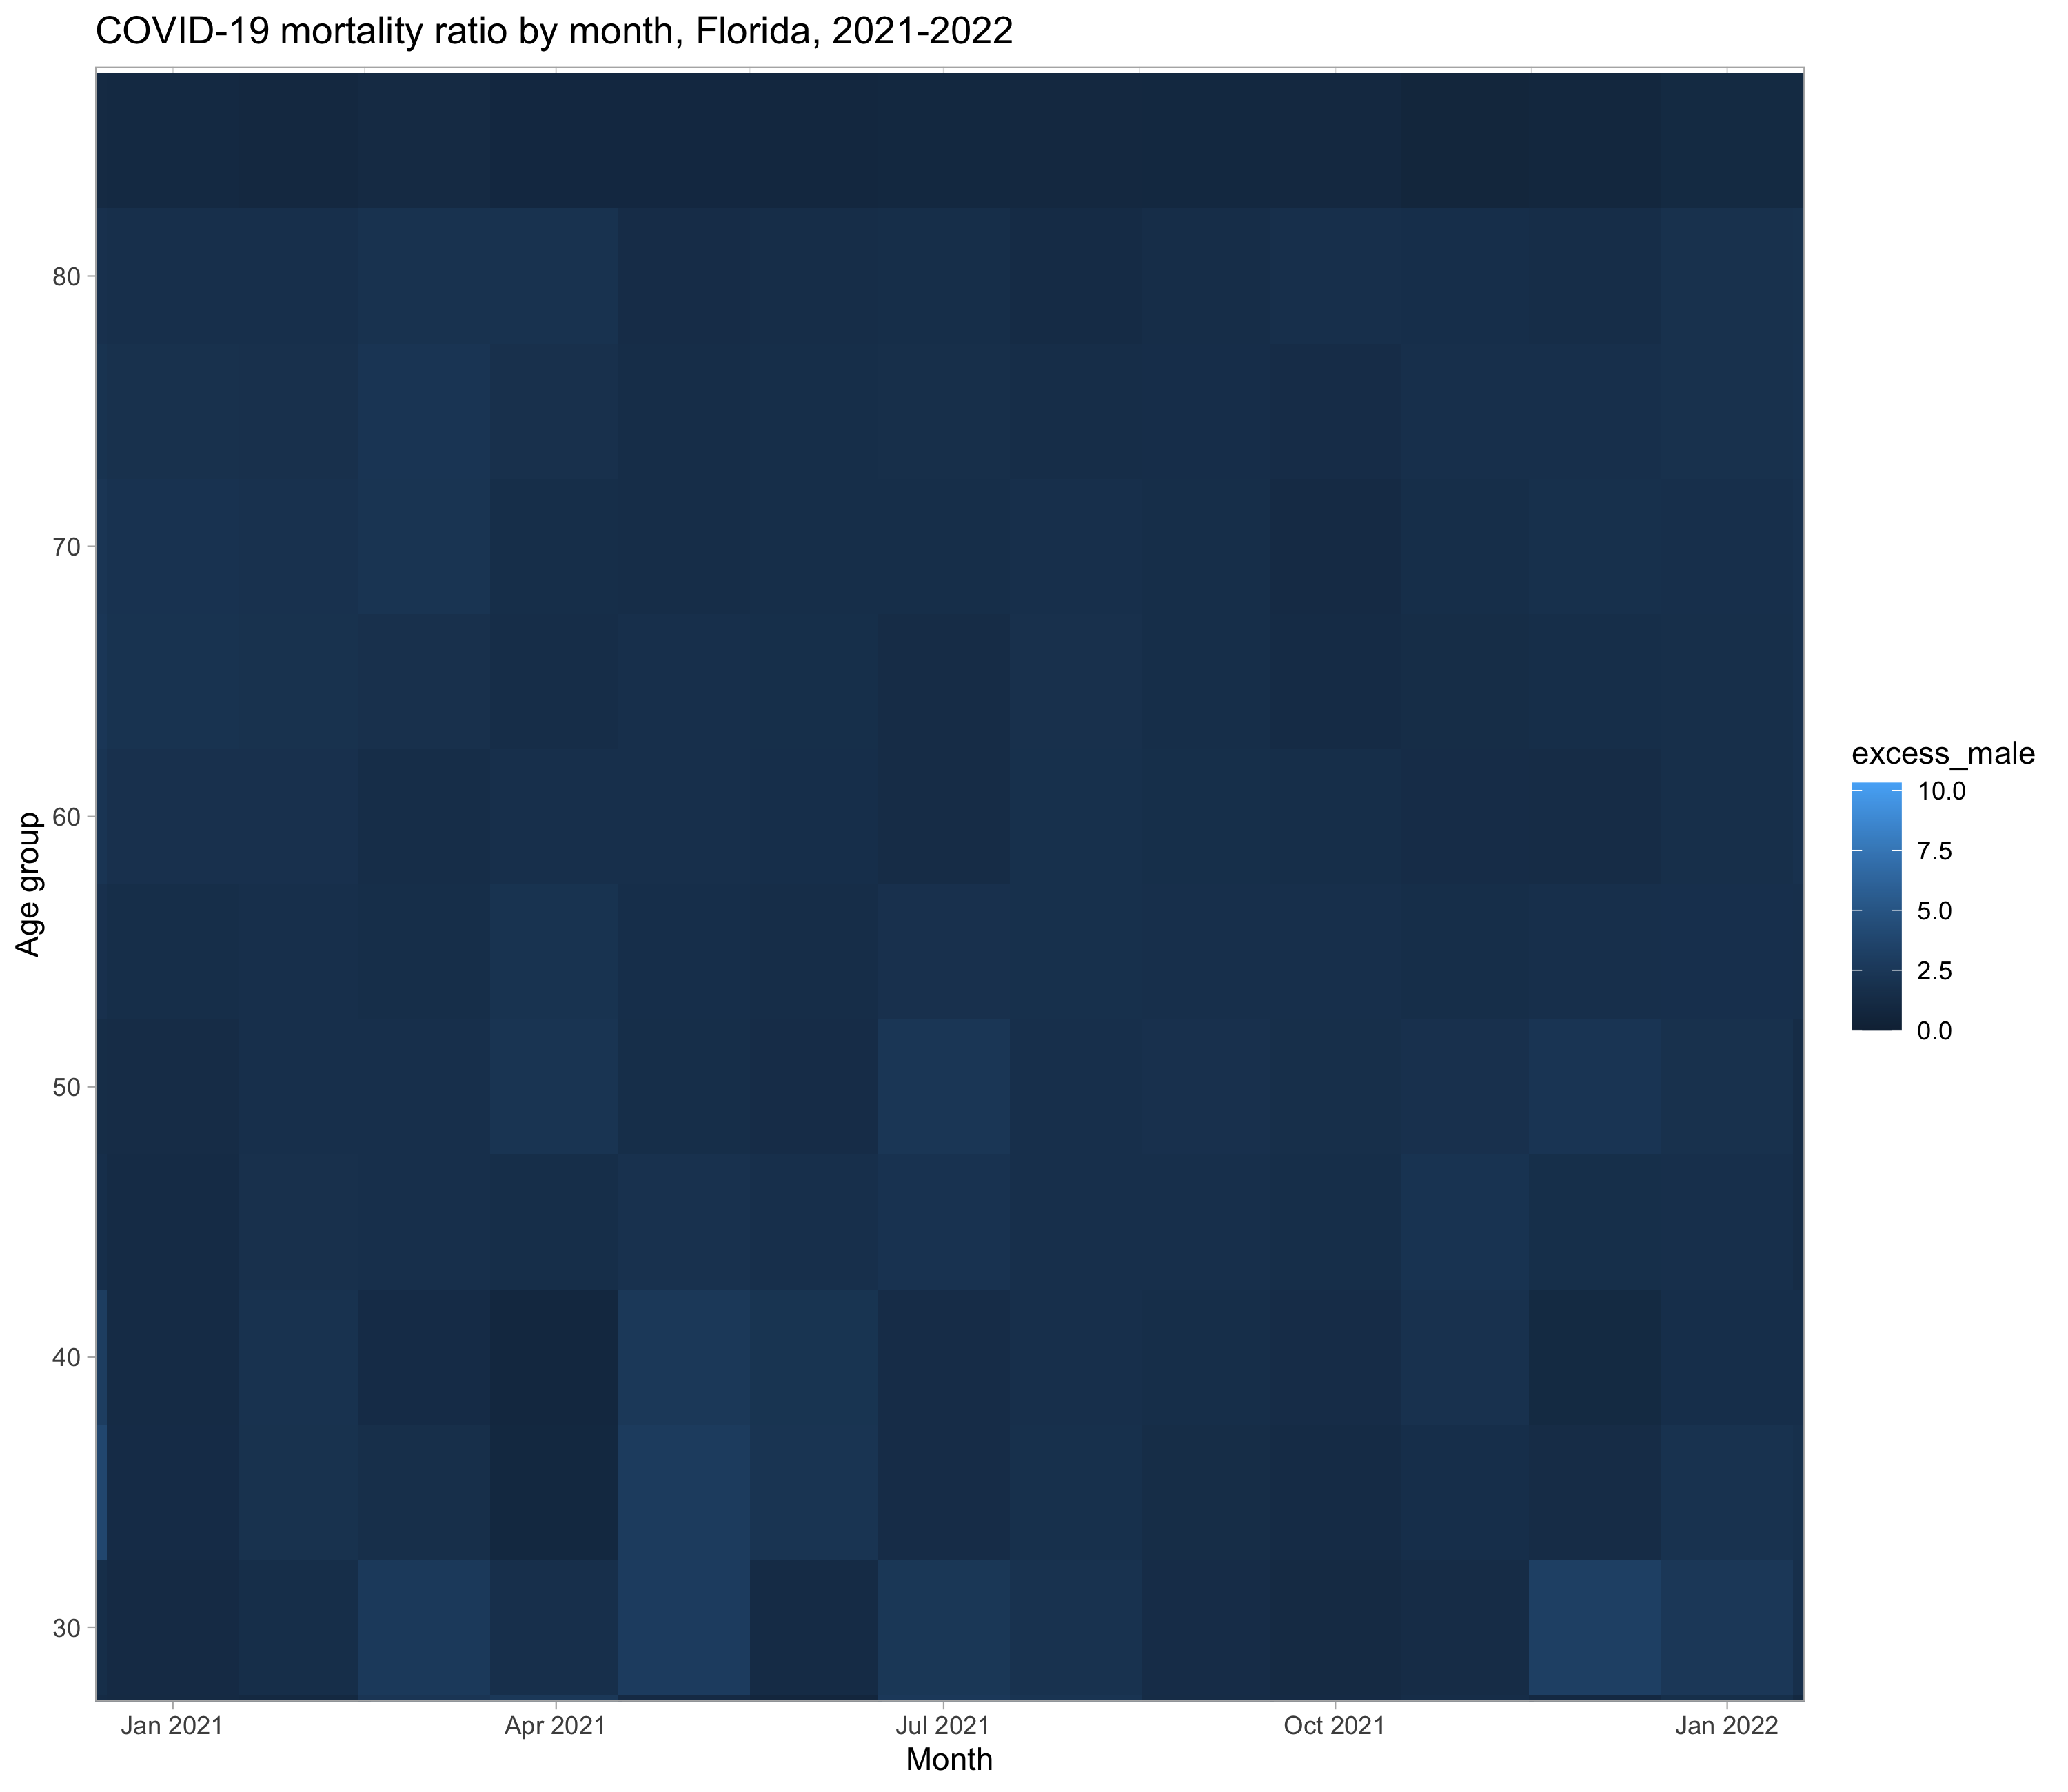 COVID-19 mortality ratio by month, Florida, 2021-2022
80
70
60
50
40
30
Age group
Jan 2021
Apr 2021
Jul 2021
Oct 2021
Jan 2022
Month
excess_male
10.0
7.5
5.0
2.5
0.0